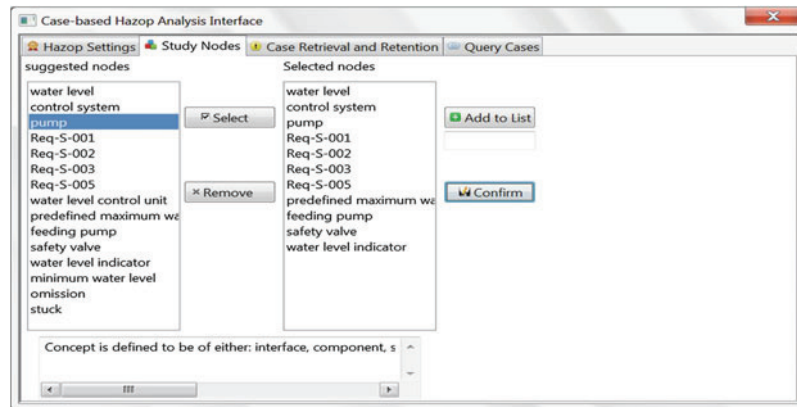 Case-based Hazop Analysis Interface
Hazop Settings Study Nodes Case Retrieval and Retention Query Cases
suggested nodes
water level
control system
pump
Req-S-001
Req-S-002
Req-S-003
Req-S-005
water level control unit
predefined maximum wa
feeding pump
safety valve
water level indicator
minimum water level
omission
stuck
Select
Remove
Selected nodes
water level
control system
pump
Req-S-001
Req-S-002
Req-S-003
Req-S-005
predefined maximum wa
feeding pump
safety valve
water level indicator
Add to List
Confirm
Concept is defined to be of either: interface, component, s